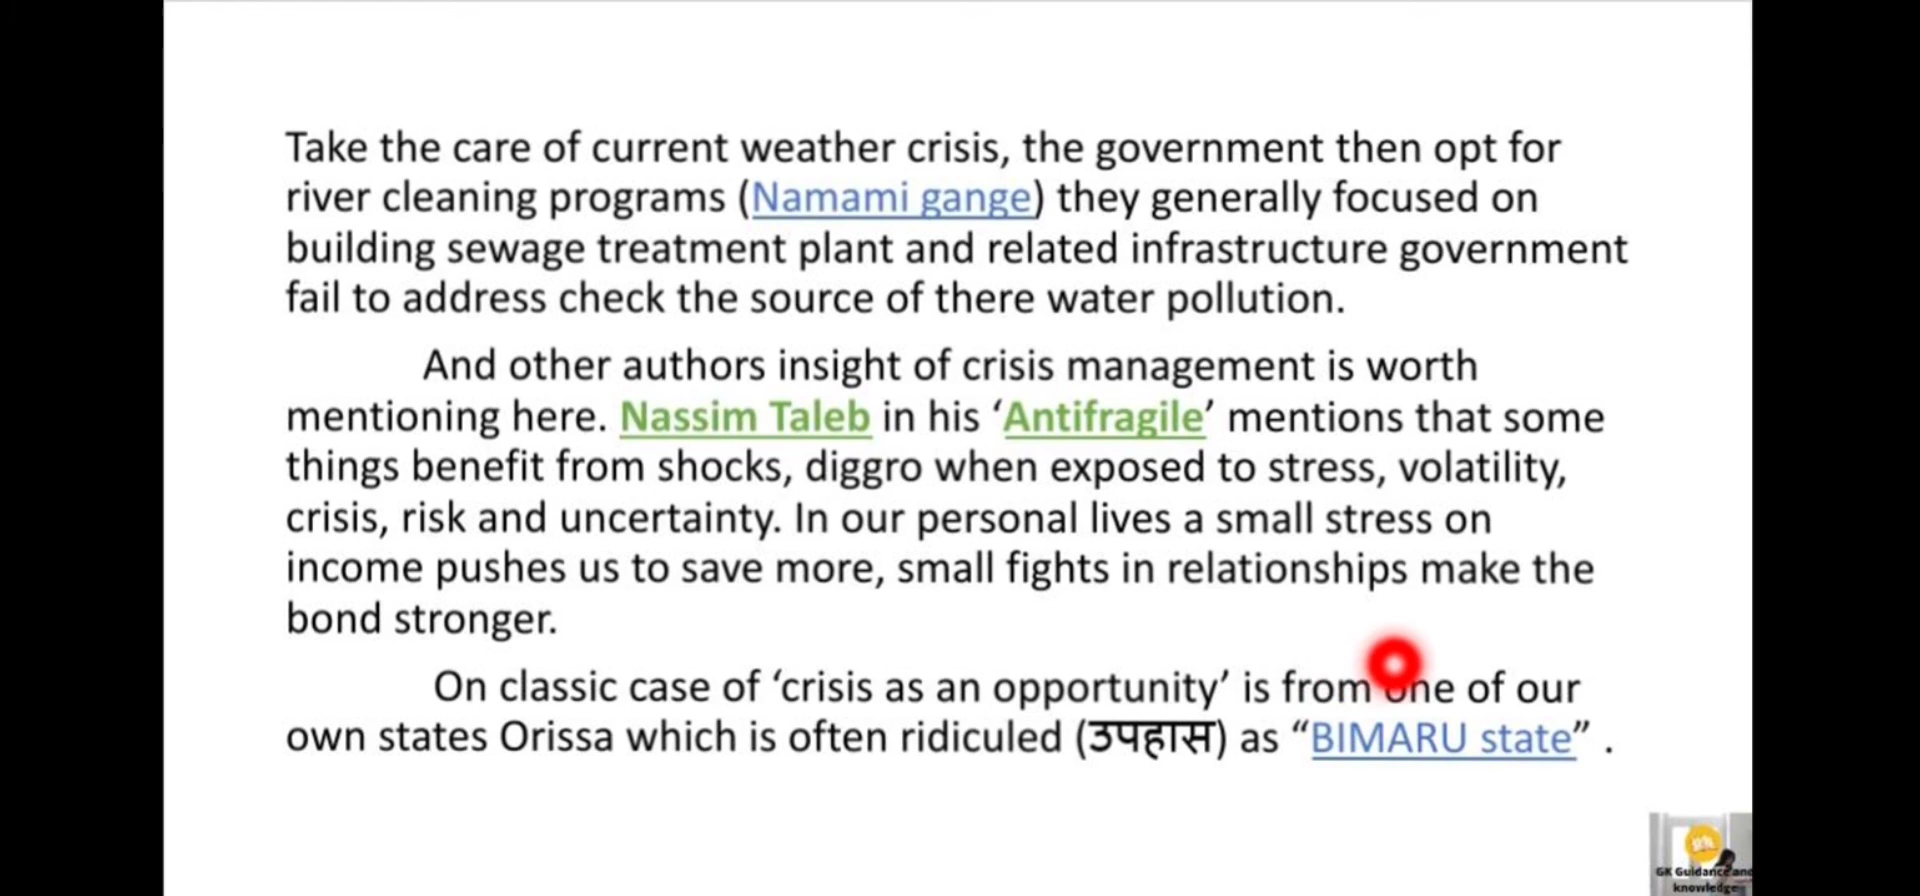 Take the care of current weather crisis, the government then opt for
river cleaning programs (Namami gange) they generally focused on
building sewage treatment plant and related infrastructure government
fail to address check the source of there water pollution.
And other authors insight of crisis management is worth
mentioning here. Nassim Taleb in his ‘Antifragile’ mentions that some
things benefit from shocks, diggro when exposed to stress, volatility,
crisis, risk and uncertainty. In our personal lives a small stress on
income pushes us to save more, small fights in relationships make the
bond stronger.
On classic case of ‘crisis as an opportunity’ is from one of our
own states Orissa which is often ridiculed (उपहास) as “BIMARU state” .
GK Guidance and
knowledge